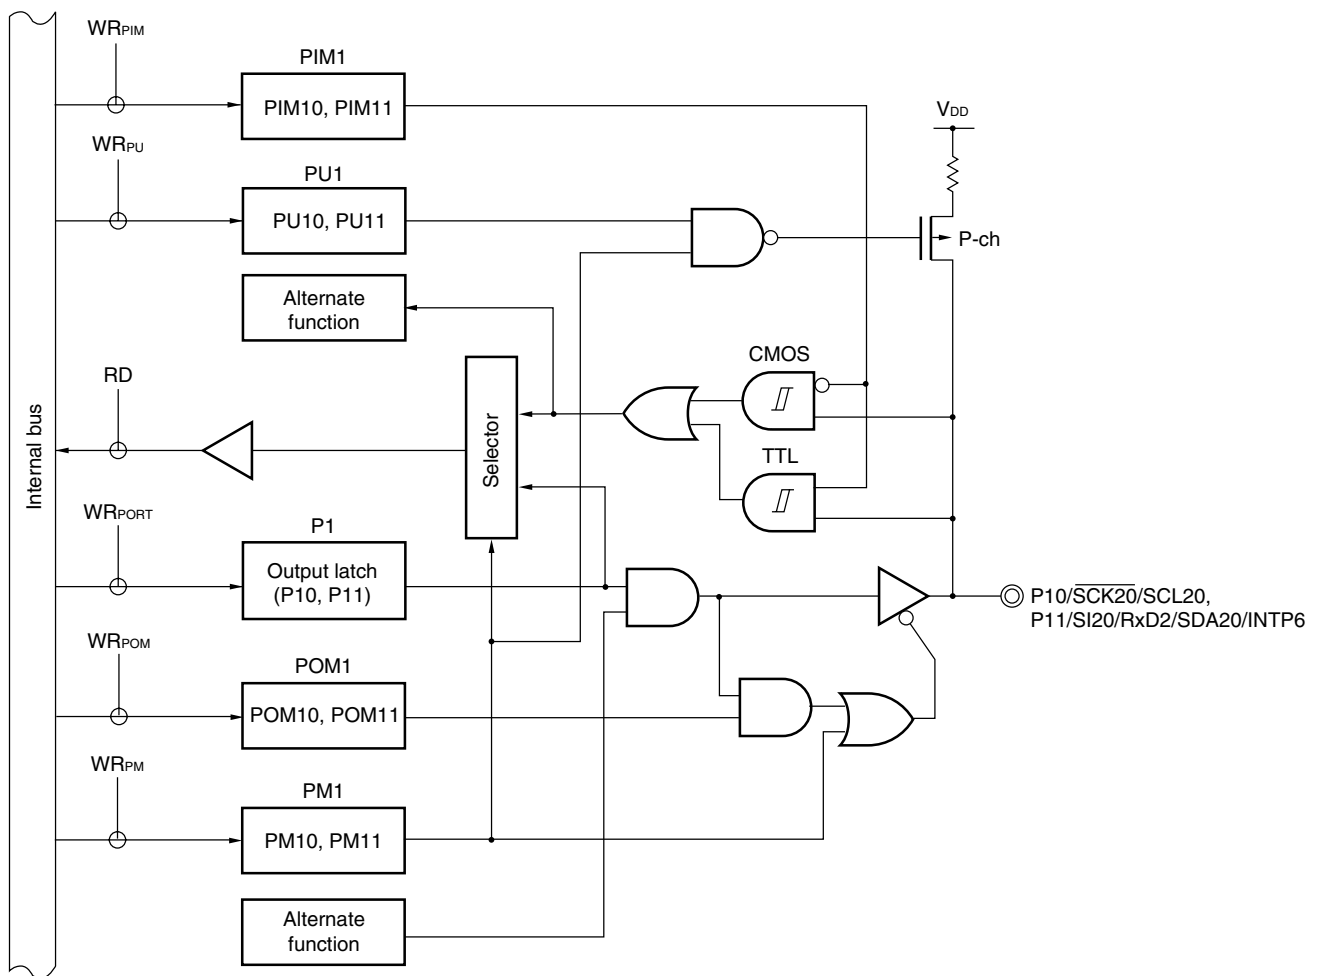 WRPIM
PIM1
PIM10, PIM11
VDD
WRPU
PU1
PU10, PU11
P-ch
Alternate
function
CMOS
RD
Selector
TTL
Internal bus
WRPORT
P1
Output latch
(P10, P11)
P10/SCK20/SCL20,
P11/SI20/RxD2/SDA20/INTP6
WRPOM
POM1
POM10, POM11
WRPM
PM1
PM10, PM11
Alternate
function